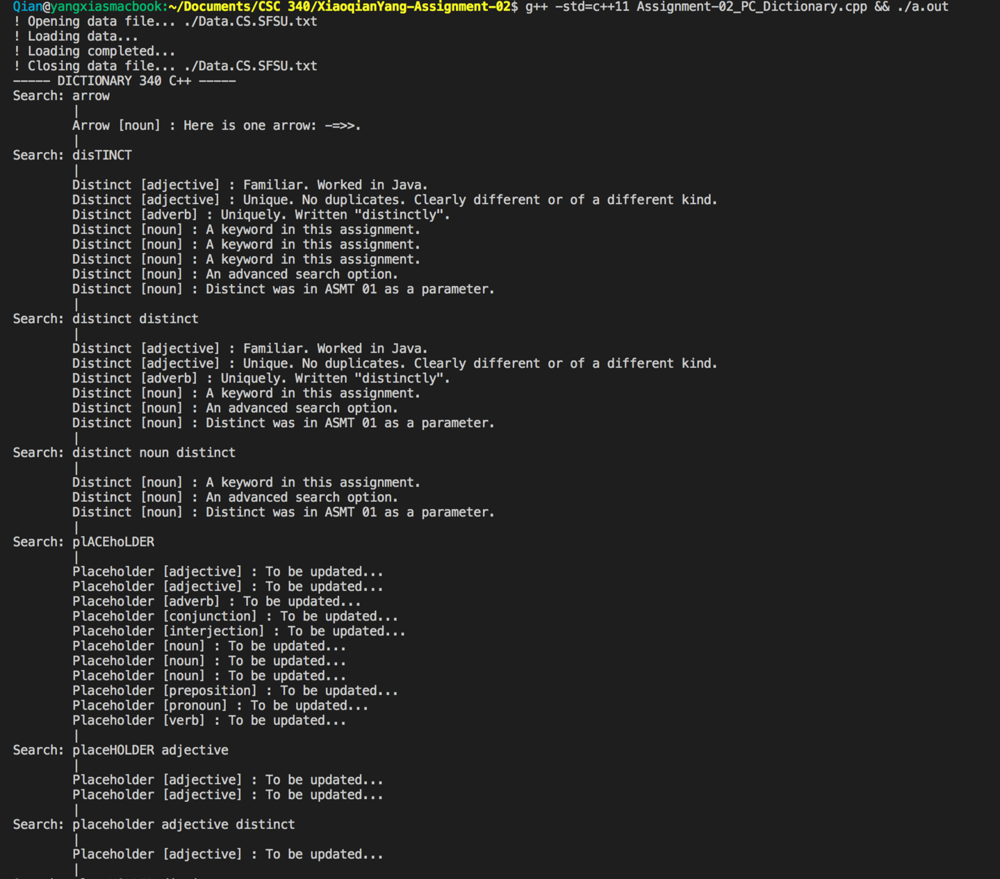 Qian@yangxiasmacbook:~/Documents/CSC 340/XiaoqianYang-Assignment-02$ g++ -std=c++11 Assignment-02_PC_Dictionary.cpp && ./a.out
! Opening data file... ./Data.CS.SFSU.txt
! Loading data...
! Loading completed...
! Closing data file... ./Data.CS.SFSU.txt
----- DICTIONARY 340 C++ -----
Search: arrow
        |
        Arrow [noun] : Here is one arrow: -=>>.
        |
Search: disTINCT
        |
        Distinct [adjective] : Familiar. Worked in Java.
        Distinct [adjective] : Unique. No duplicates. Clearly different or of a different kind.
        Distinct [adverb] : Uniquely. Written "distinctly".
        Distinct [noun] : A keyword in this assignment.
        Distinct [noun] : A keyword in this assignment.
        Distinct [noun] : A keyword in this assignment.
        Distinct [noun] : An advanced search option.
        Distinct [noun] : Distinct was in ASMT 01 as a parameter.
        |
Search: distinct distinct
        |
        Distinct [adjective] : Familiar. Worked in Java.
        Distinct [adjective] : Unique. No duplicates. Clearly different or of a different kind.
        Distinct [adverb] : Uniquely. Written "distinctly".
        Distinct [noun] : A keyword in this assignment.
        Distinct [noun] : An advanced search option.
        Distinct [noun] : Distinct was in ASMT 01 as a parameter.
        |
Search: distinct noun distinct
        |
        Distinct [noun] : A keyword in this assignment.
        Distinct [noun] : An advanced search option.
        Distinct [noun] : Distinct was in ASMT 01 as a parameter.
        |
Search: plACEhoLDER
        |
        Placeholder [adjective] : To be updated...
        Placeholder [adjective] : To be updated...
        Placeholder [adverb] : To be updated...
        Placeholder [conjunction] : To be updated...
        Placeholder [interjection] : To be updated...
        Placeholder [noun] : To be updated...
        Placeholder [noun] : To be updated...
        Placeholder [noun] : To be updated...
        Placeholder [preposition] : To be updated...
        Placeholder [pronoun] : To be updated...
        Placeholder [verb] : To be updated...
        |
Search: placeHOLDER adjective
        |
        Placeholder [adjective] : To be updated...
        Placeholder [adjective] : To be updated...
        |
Search: placeholder adjective distinct
        |
        Placeholder [adjective] : To be updated...
        |